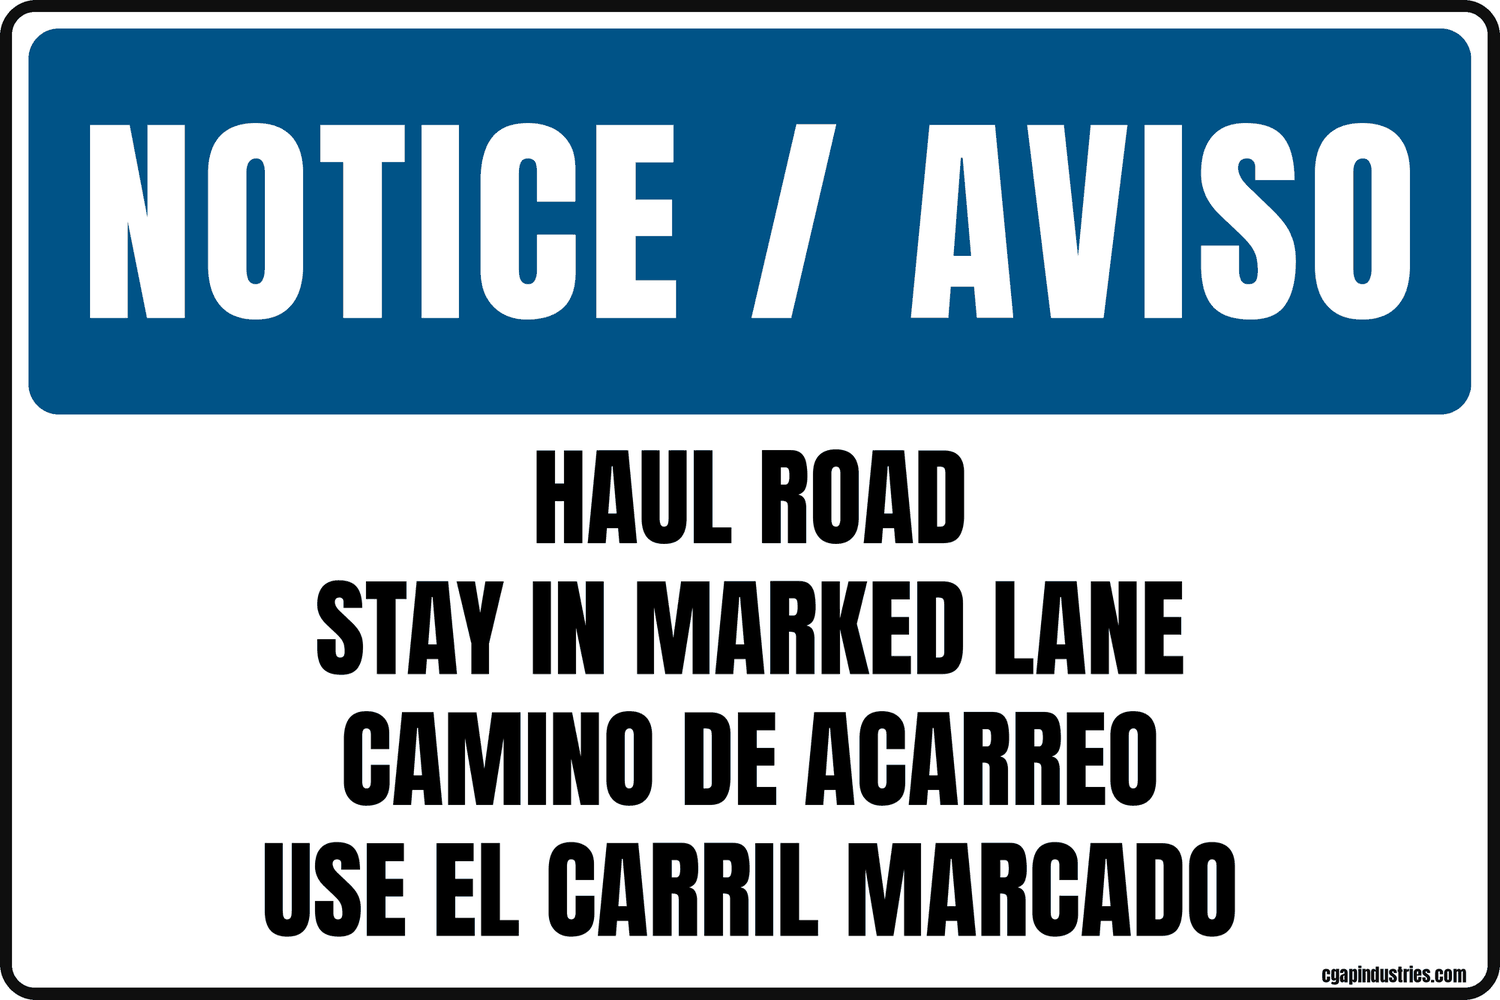 NOTICE / AVISO
HAUL ROAD
STAY IN MARKED LANE
CAMINO DE ACARREO
USE EL CARRIL MARCADO
cgapindustries.com